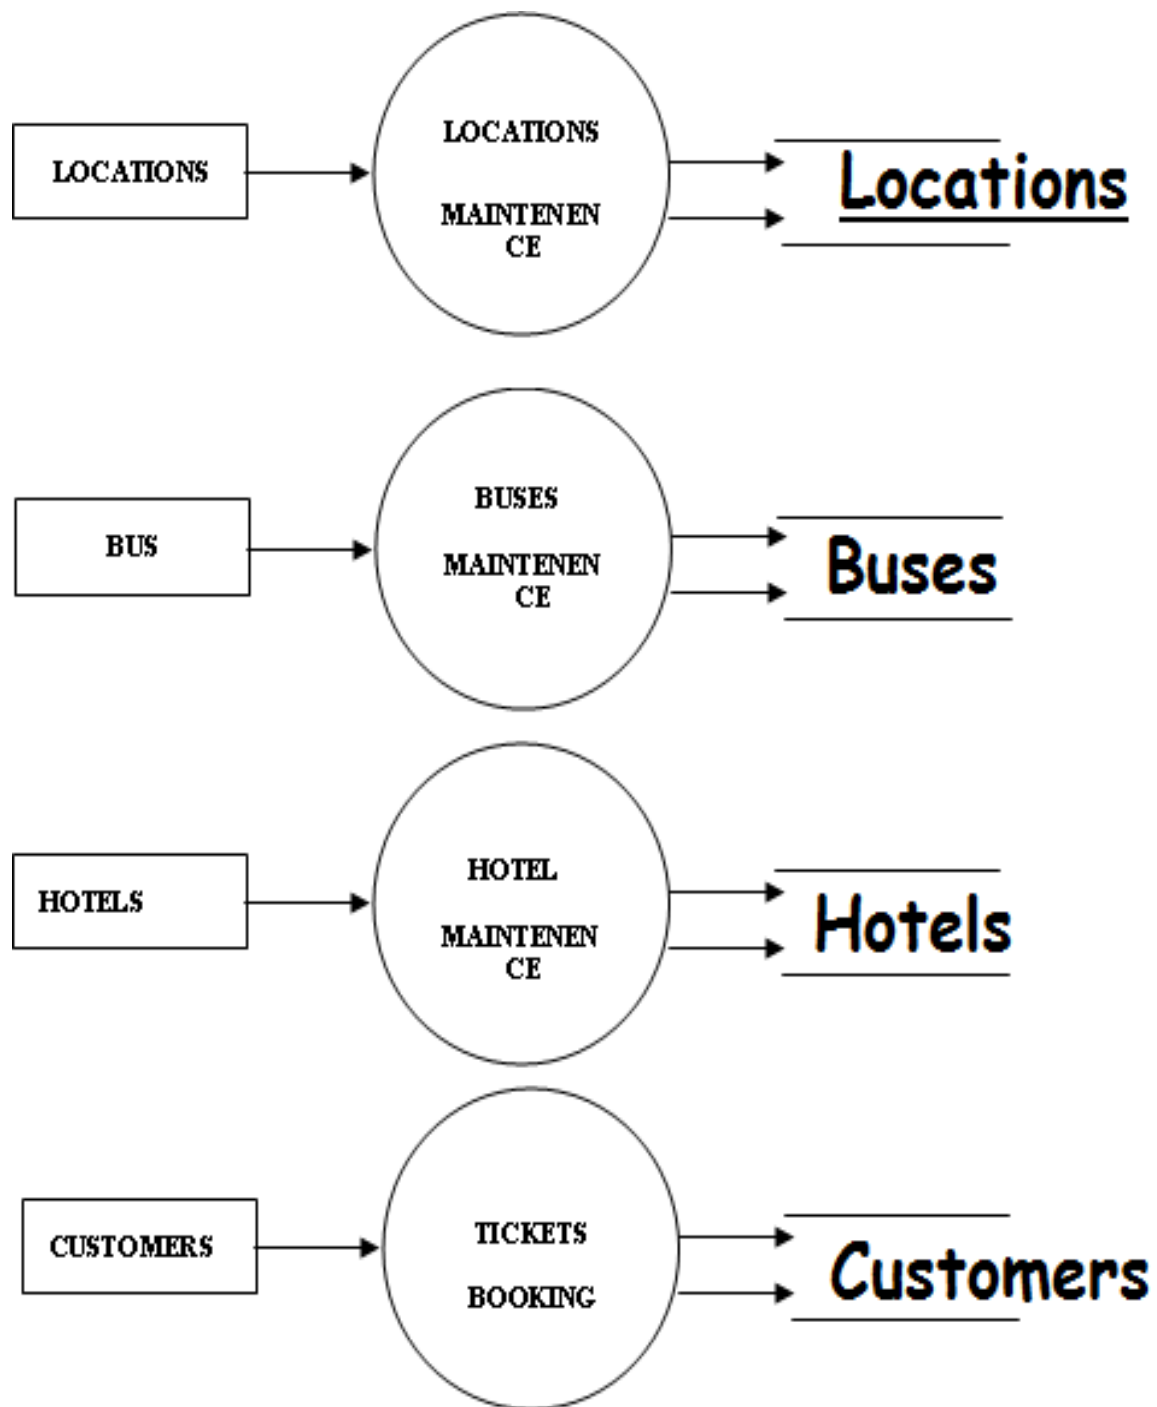 LOCATIONS
LOCATIONS
MAINTENEN
CE
Locations
BUS
BUSES
MAINTENEN
CE
Buses
HOTELS
HOTEL
MAINTENEN
CE
Hotels
CUSTOMERS
TICKETS
BOOKING
Customers